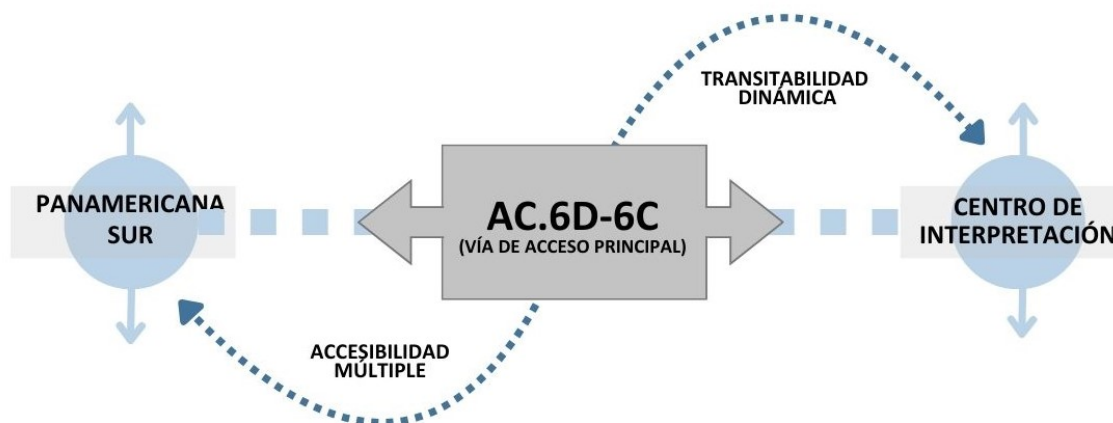 TRANSITABILIDAD
DINÁMICA
PANAMERICANA
SUR
AC.6D-6C
(VÍA DE ACCESO PRINCIPAL)
CENTRO DE
INTERPRETACIÓN
ACCESIBILIDAD
MÚLTIPLE